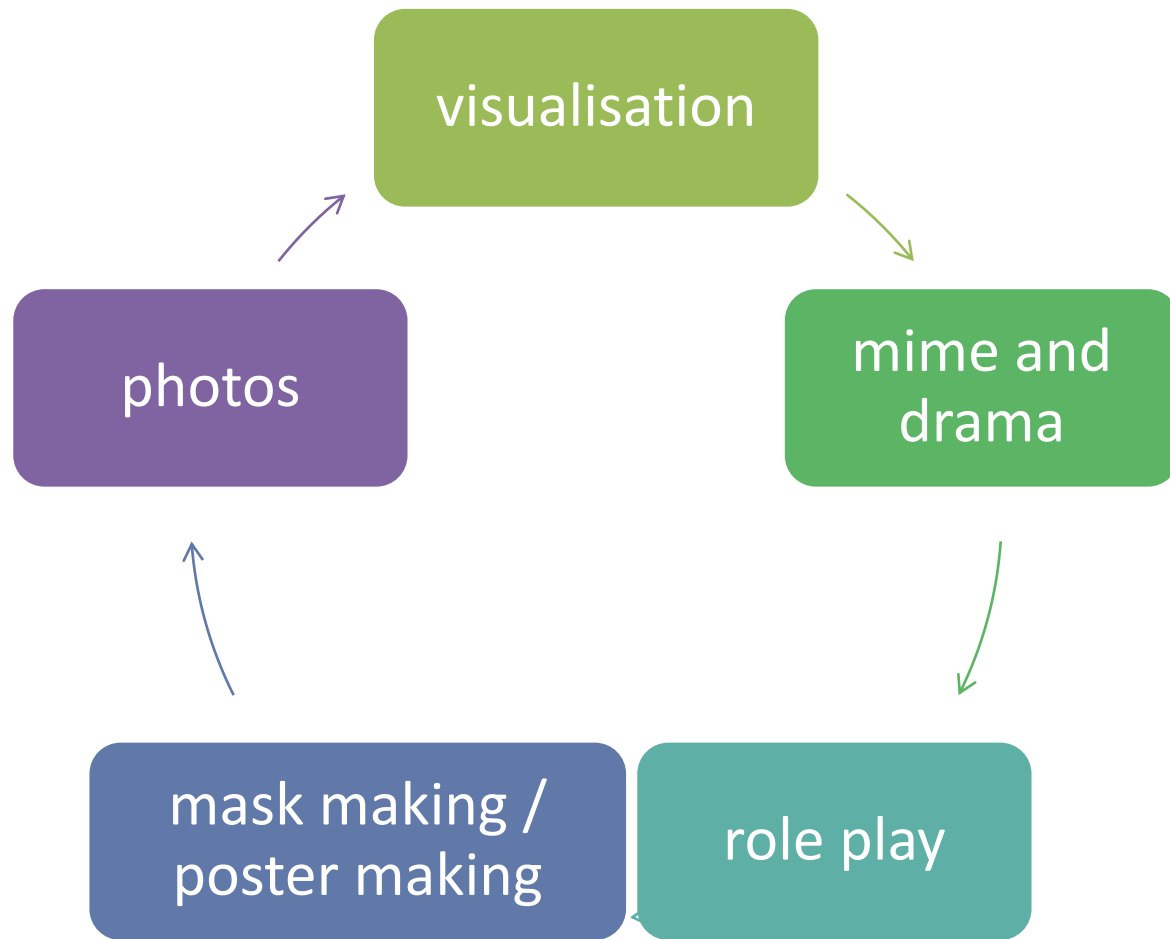 visualisation
mime and
drama
role play
mask making /
poster making
photos